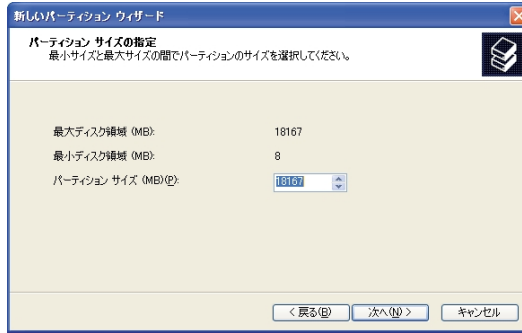 新しいパーティション ウィザード
パーティション サイズの指定
最小サイズと最大サイズの間でパーティションのサイズを選択してください。
最大ディスク領域 (MB): 18167
最小ディスク領域 (MB): 8
パーティション サイズ (MB)(P): 18167
< 戻る(B) 次へ(N) > キャンセル